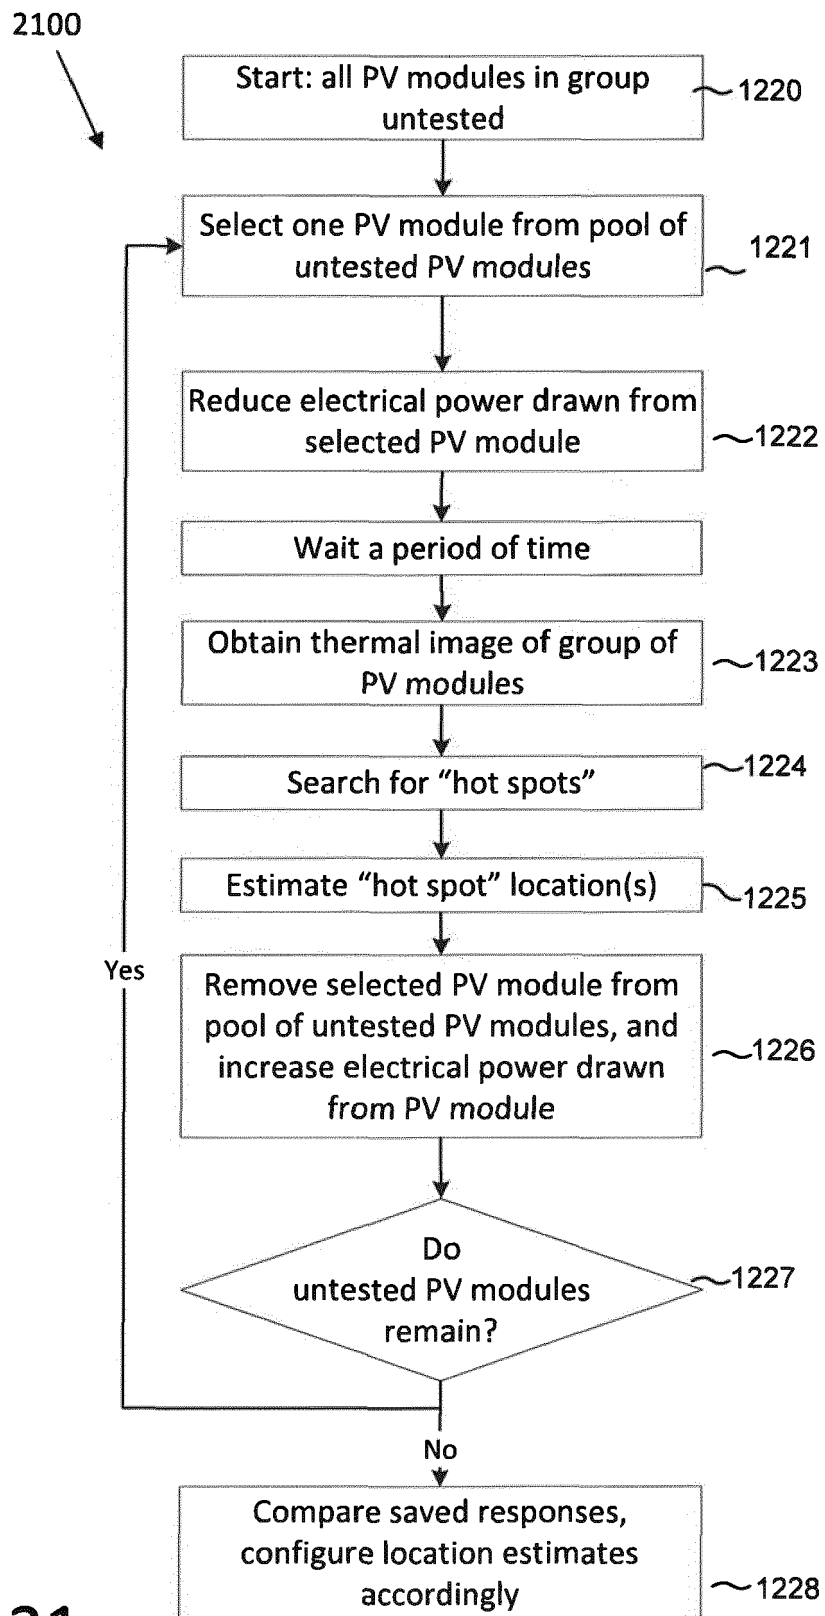 2100
Start: all PV modules in group
untested
1220
Select one PV module from pool of
untested PV modules
1221
Reduce electrical power drawn from
selected PV module
1222
Wait a period of time
Obtain thermal image of group of
PV modules
1223
Search for “hot spots”
1224
Estimate “hot spot” location(s)
1225
Remove selected PV module from
pool of untested PV modules, and
increase electrical power drawn
from PV module
1226
Yes
Do
untested PV modules
remain?
1227
No
Compare saved responses,
configure location estimates
accordingly
1228